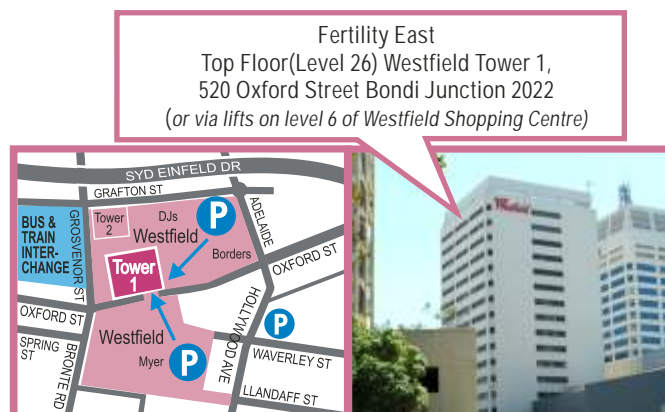 Fertility East
Top Floor(Level 26) Westfield Tower 1,
520 Oxford Street Bondi Junction 2022
(or via lifts on level 6 of Westfield Shopping Centre)
SYD EINFELD DR
GRAFTON ST
BUS &
TRAIN
INTER-
CHANGE
GROSVENOR ST
Tower
2
DJs
P
Westfield
Borders
ADELAIDE
OXFORD ST
Tower
1
OXFORD ST
HOLLYWOOD AVE
Westfield
Myer
P
P
SPRING
ST
BRONTE RD
WAVERLEY ST
LLANDAFF ST
Westfield